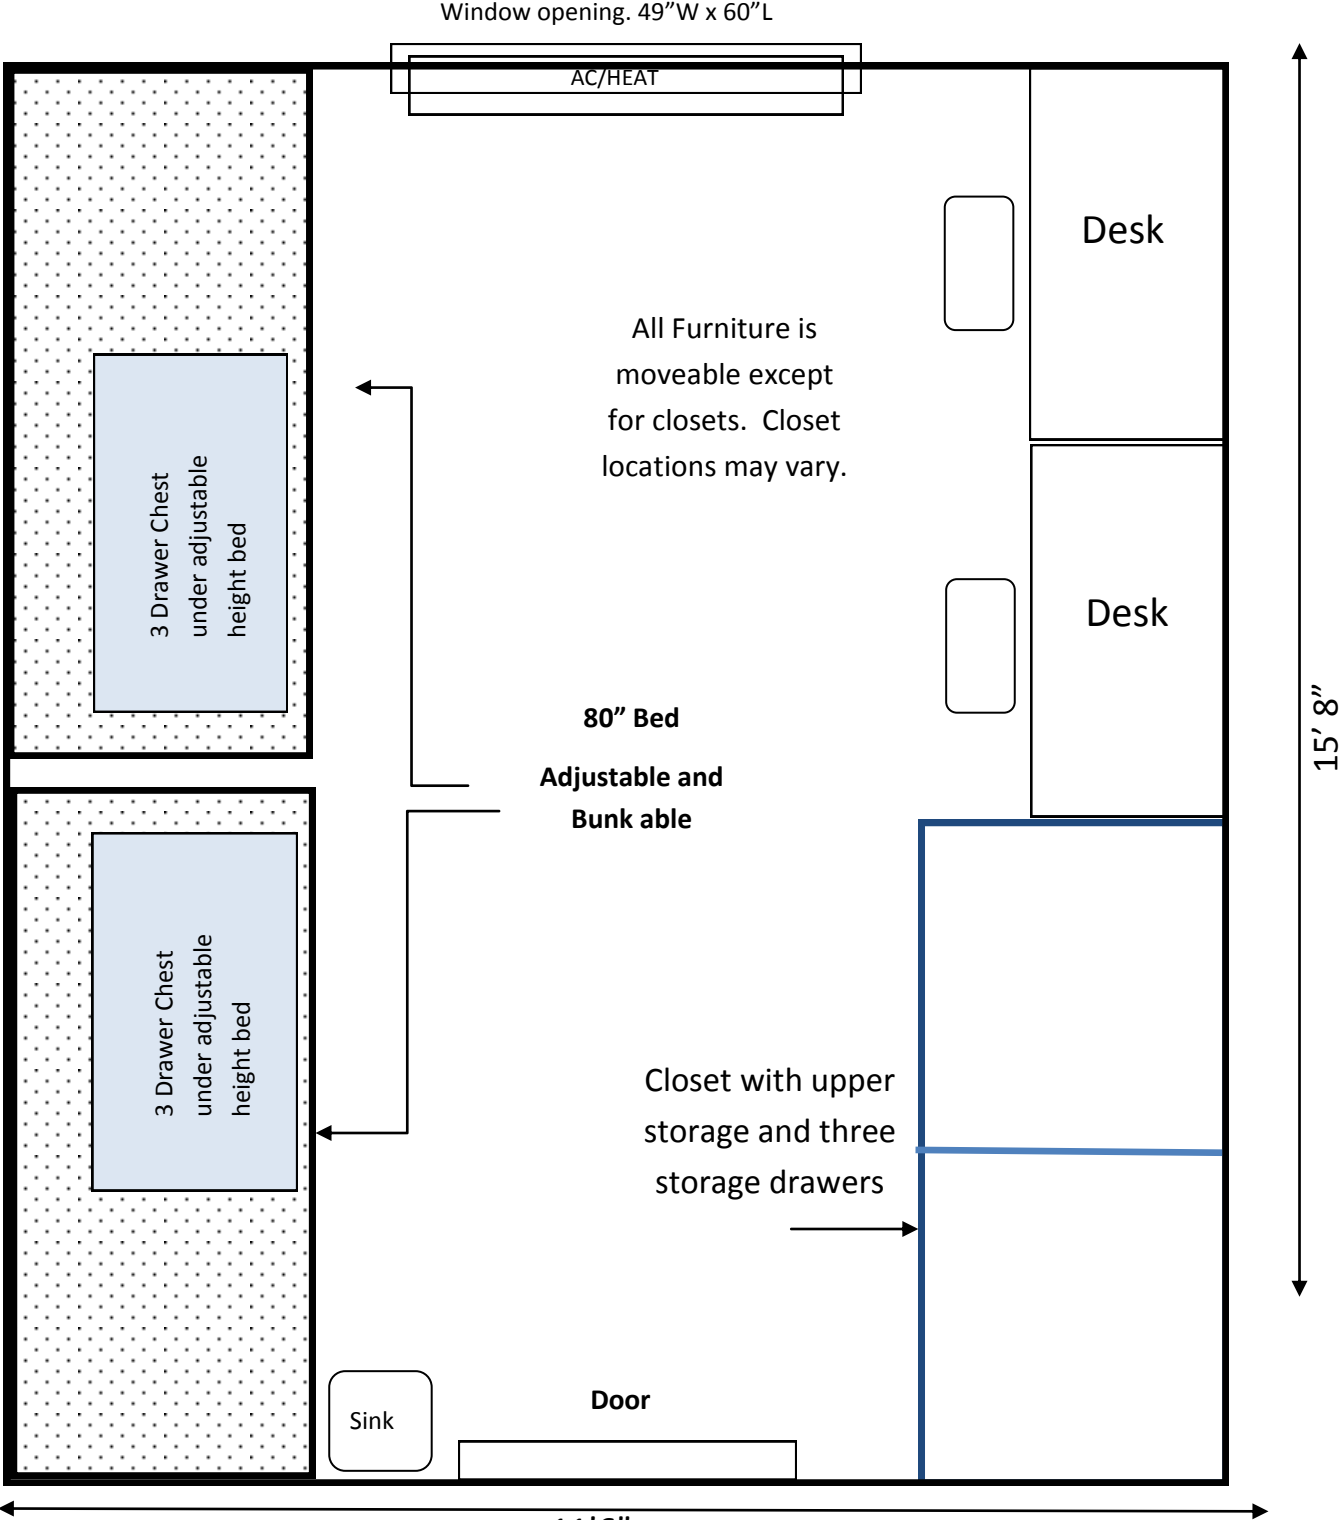 Window opening. 49”W x 60”L
AC/HEAT
Desk
All Furniture is
moveable except
for closets.  Closet
locations may vary.
3 Drawer Chest
under adjustable
height bed
Desk
80” Bed
Adjustable and
Bunk able
15’ 8”
3 Drawer Chest
under adjustable
height bed
Closet with upper
storage and three
storage drawers
Door
Sink